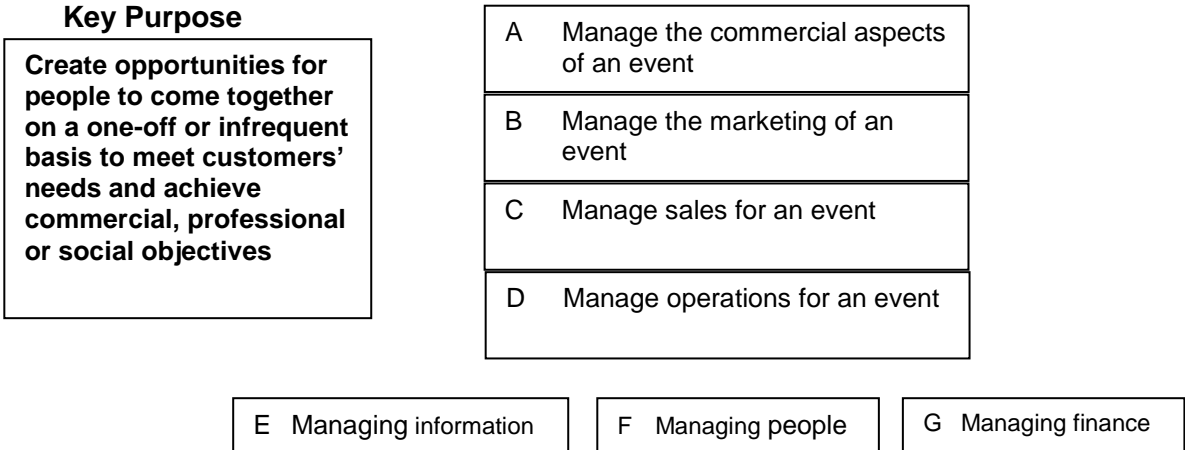 Key Purpose
Create opportunities for
people to come together
on a one-off or infrequent
basis to meet customers’
needs and achieve
commercial, professional
or social objectives
A Manage the commercial aspects
of an event
B Manage the marketing of an
event
C Manage sales for an event
D Manage operations for an event
E Managing information
F Managing people
G Managing finance